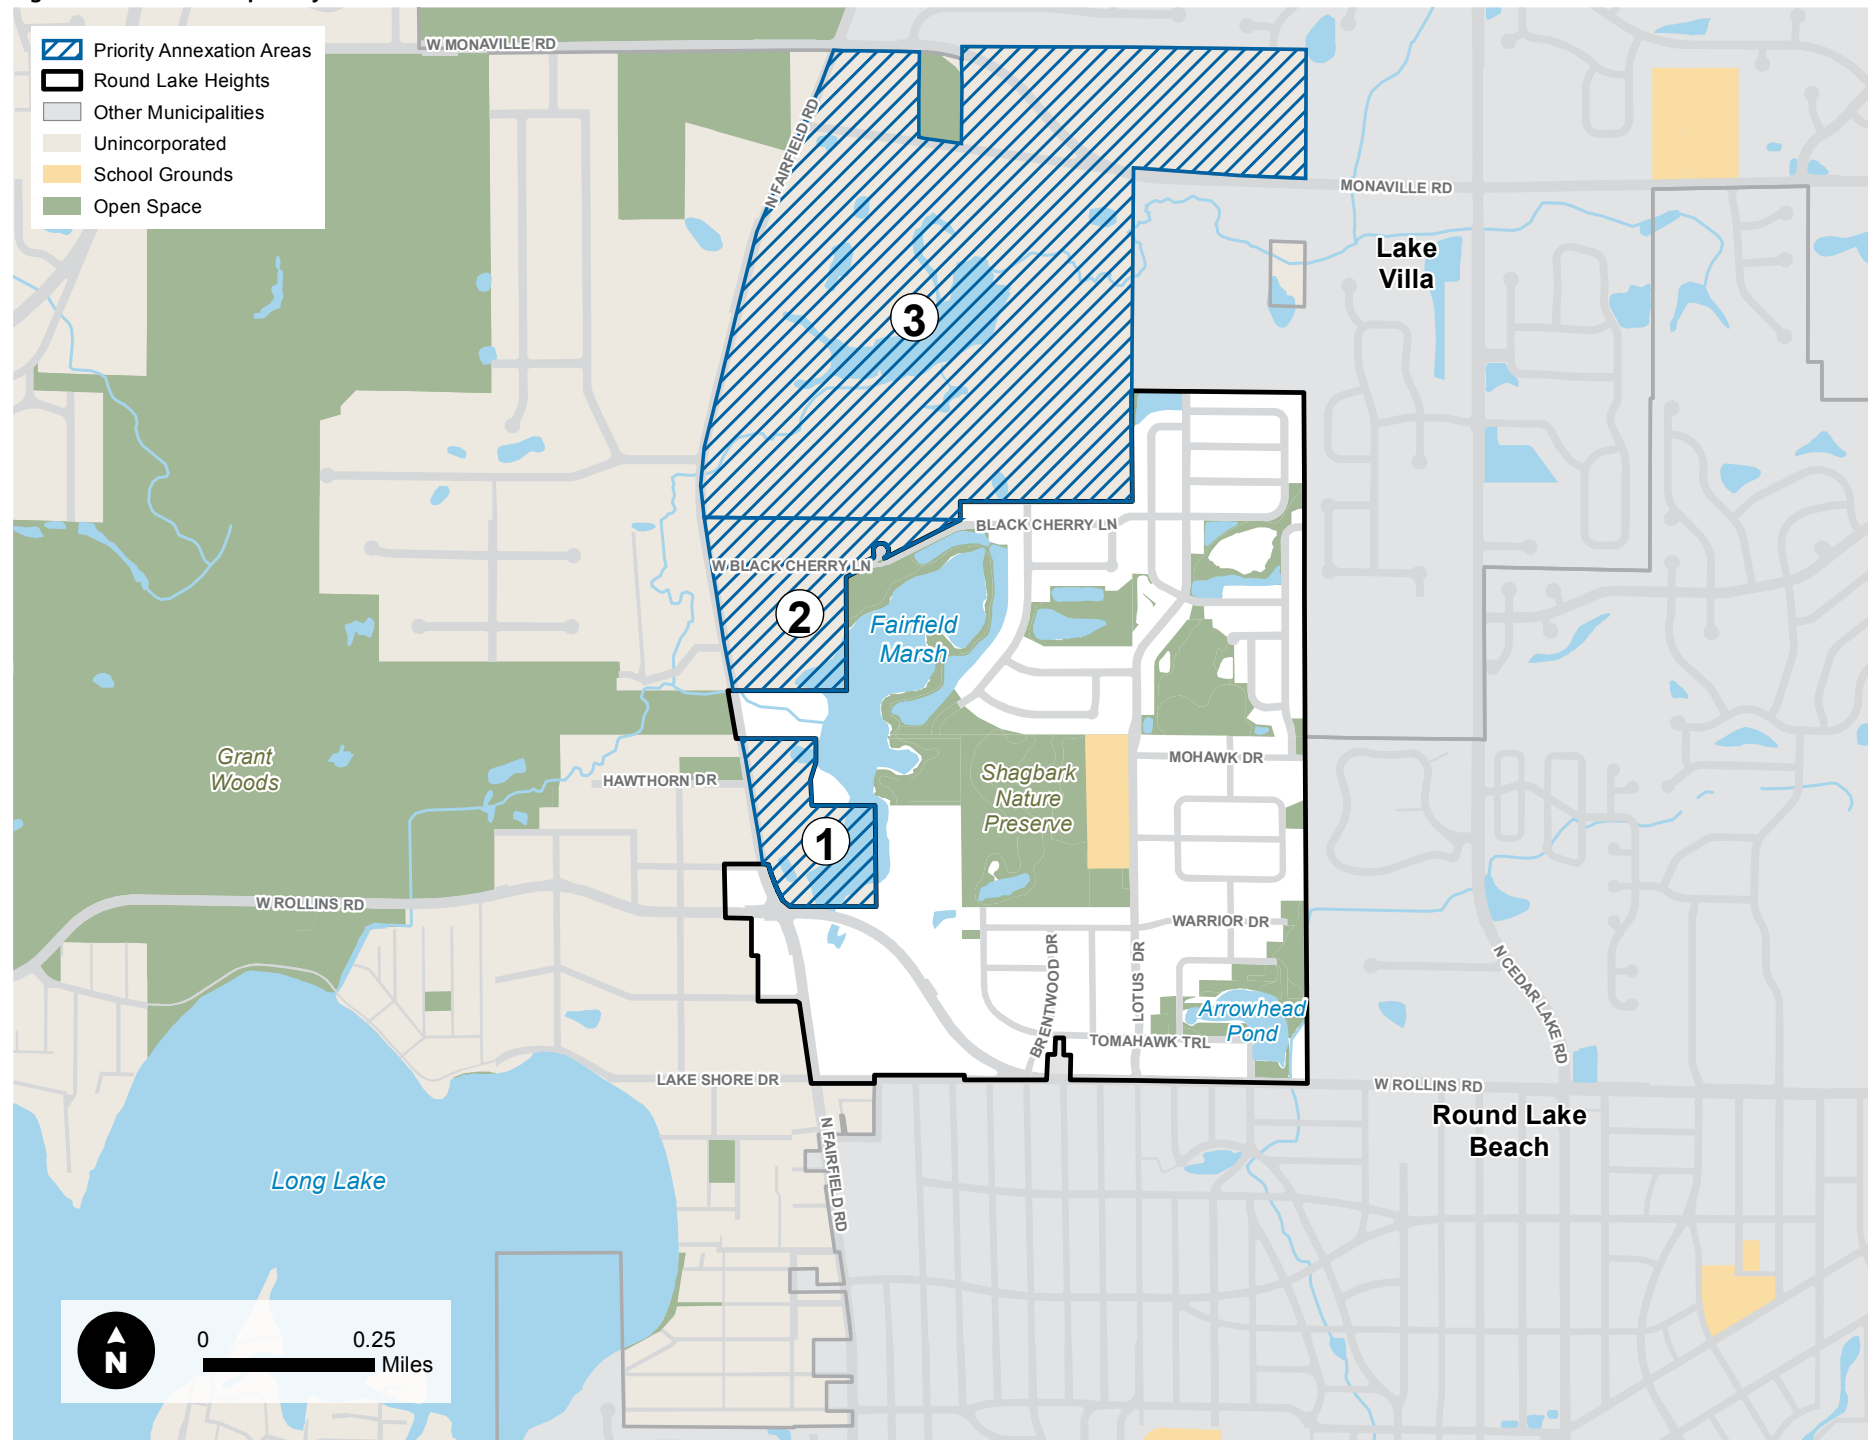 Priority Annexation Areas
Round Lake Heights
Other Municipalities
Unincorporated
School Grounds
Open Space
W MONAVILLE RD
N FAIRFIELD RD
MONAVILLE RD
Lake
Villa
3
BLACK CHERRY LN
W BLACK CHERRY LN
2
Fairfield
Marsh
Grant
Woods
HAWTHORN DR
MOHAWK DR
Shagbark
Nature
Preserve
1
W ROLLINS RD
WARRIOR DR
BRENTWOOD DR
LOTUS DR
N CEDAR LAKE RD
Arrowhead
Pond
TOMAHAWK TRL
LAKE SHORE DR
W ROLLINS RD
Round Lake
Beach
N FAIRFIELD RD
Long Lake
N
0 0.25
Miles